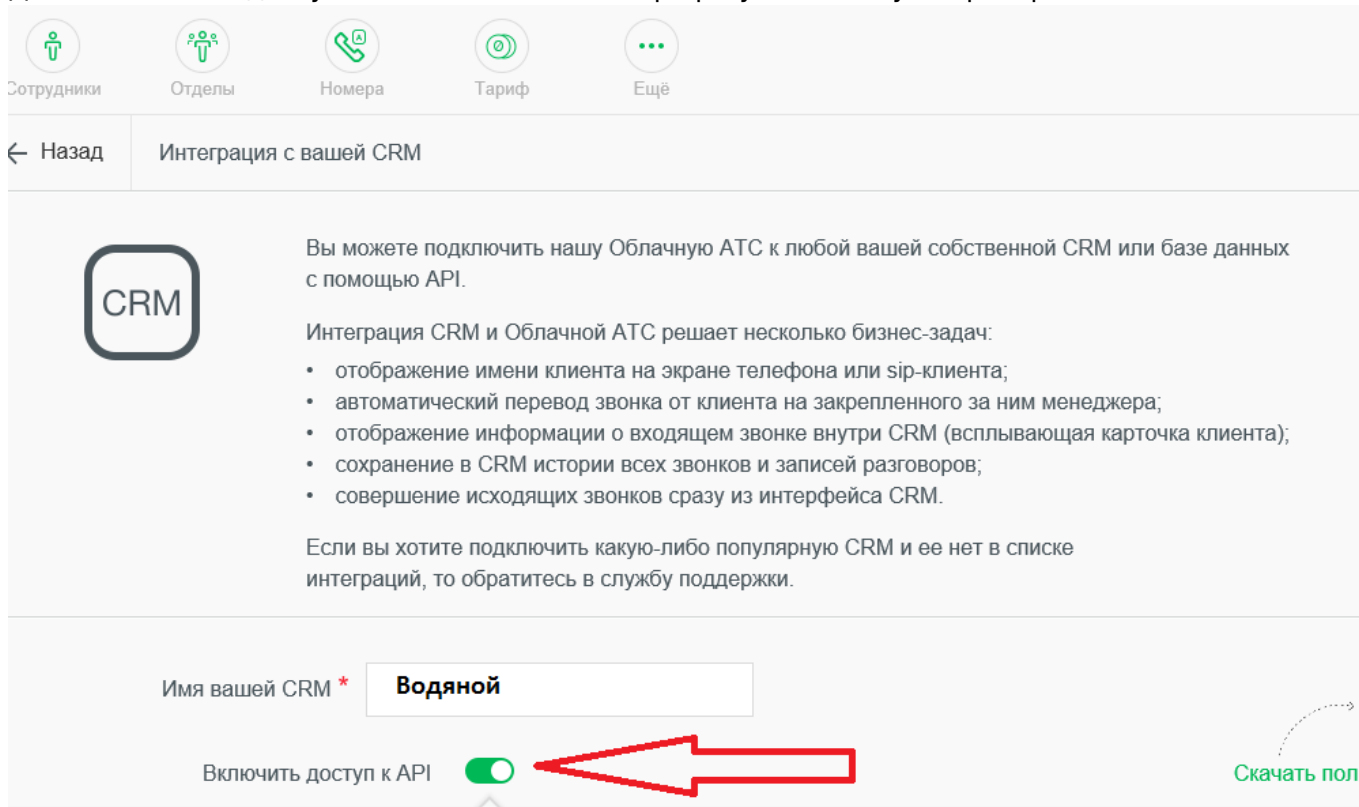 Сотрудники Отделы Номера Тариф Ещё
← Назад Интеграция с вашей CRM
CRM
Вы можете подключить нашу Облачную АТС к любой вашей собственной CRM или базе данных
с помощью API.
Интеграция CRM и Облачной АТС решает несколько бизнес-задач:
• отображение имени клиента на экране телефона или sip-клиента;
• автоматический перевод звонка от клиента на закрепленного за ним менеджера;
• отображение информации о входящем звонке внутри CRM (всплывающая карточка клиента);
• сохранение в CRM истории всех звонков и записей разговоров;
• совершение исходящих звонков сразу из интерфейса CRM.
Если вы хотите подключить какую-либо популярную CRM и ее нет в списке
интеграций, то обратитесь в службу поддержки.
Имя вашей CRM * Водяной
Включить доступ к API
Скачать пол